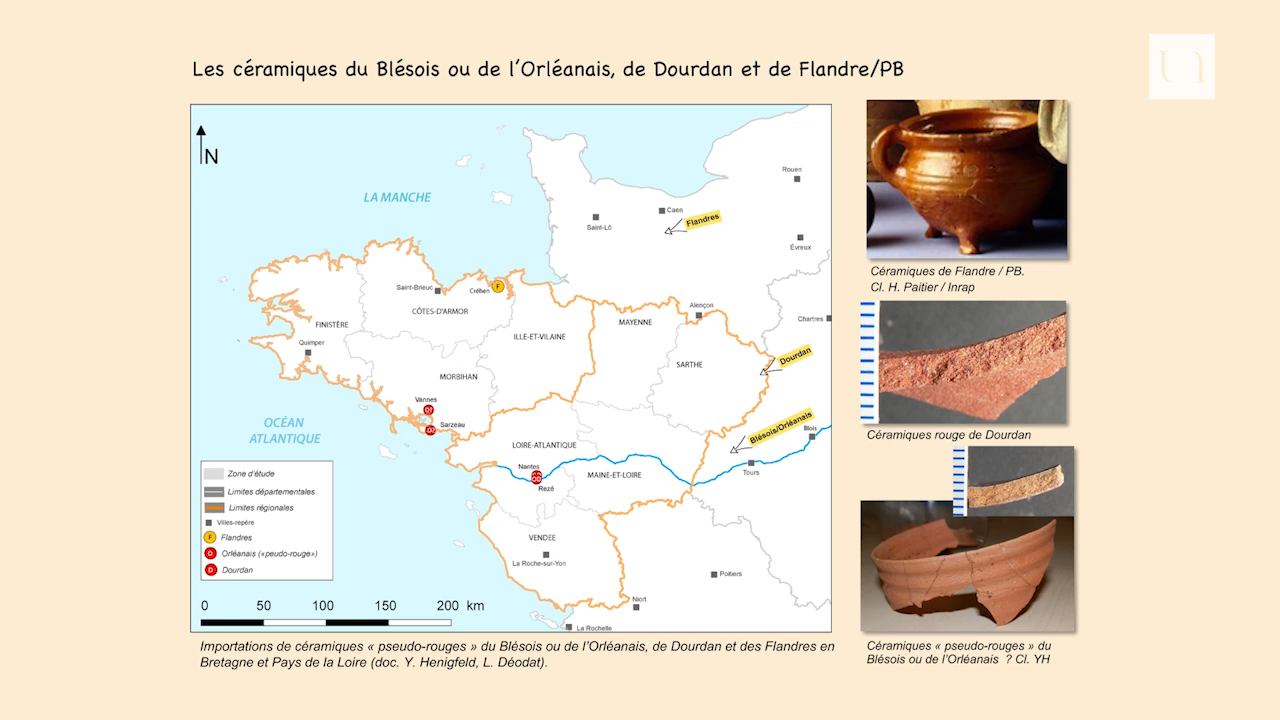 Les céramiques du Blésois ou de l'Orléanais, de Dourdan et de Flandre/PB
N
LA MANCHE
Rouen
Caen
Flandres
Saint-Lô
Évreux
Saint-Brieuc
Créhen
F
CÔTES-D'ARMOR
FINISTÈRE
Quimper
ILLE-ET-VILAINE
MAYENNE
Alençon
Chartres
SARTHE
Dourdan
MORBIHAN
Vannes
Sarzeau
OCÉAN
ATLANTIQUE
LOIRE-ATLANTIQUE
Blésois/Orléanais
Blois
Tours
Nantes
Rezé
MAINE-ET-LOIRE
VENDEE
La Roche-sur-Yon
Poitiers
Niort
La Rochelle
Zone d'étude
Limites départementales
Limites régionales
Villes-repère
F Flandres
O Orléanais («peudo-rouge»)
D Dourdan
0 50 100 150 200 km
Importations de céramiques « pseudo-rouges » du Blésois ou de l'Orléanais, de Dourdan et des Flandres en
Bretagne et Pays de la Loire (doc. Y. Henigfeld, L. Déodat).
Céramiques de Flandre / PB.
Cl. H. Paitier / Inrap
Céramiques rouge de Dourdan
Céramiques « pseudo-rouges » du
Blésois ou de l'Orléanais ? Cl. YH